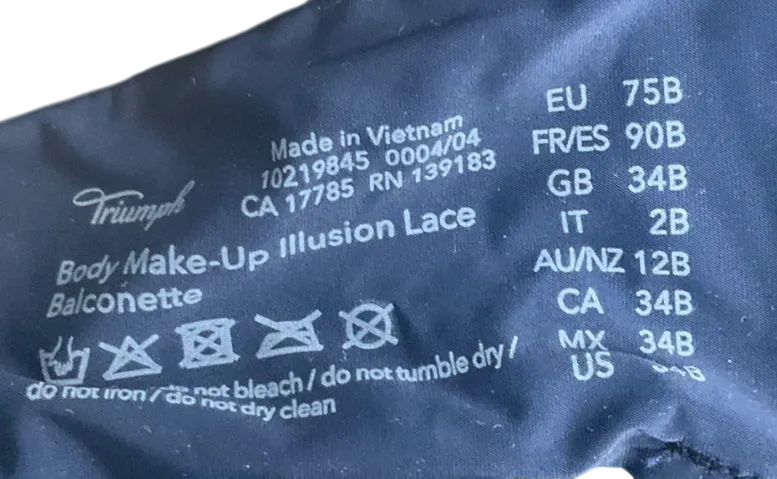 Triumph
Made in Vietnam
10219845 0004/04
CA 17785 RN 139183
Body Make-Up Illusion Lace
Balconette
do not iron / do not bleach / do not tumble dry /
do not dry clean
EU 75B
FR/ES 90B
GB 34B
IT 2B
AU/NZ 12B
CA 34B
MX 34B
US